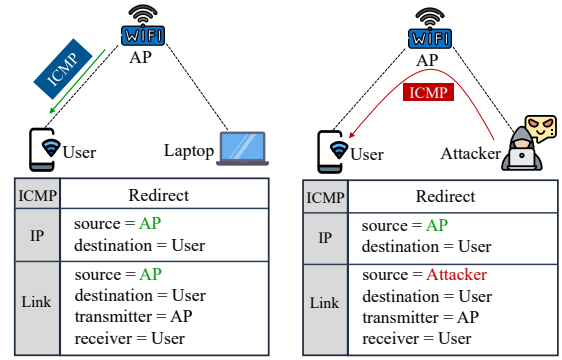 WIFI
AP
ICMP
User
Laptop
ICMP Redirect
IP
source = AP
destination = User
Link
source = AP
destination = User
transmitter = AP
receiver = User
WIFI
AP
ICMP
User
Attacker
ICMP Redirect
IP
source = AP
destination = User
Link
source = Attacker
destination = User
transmitter = AP
receiver = User